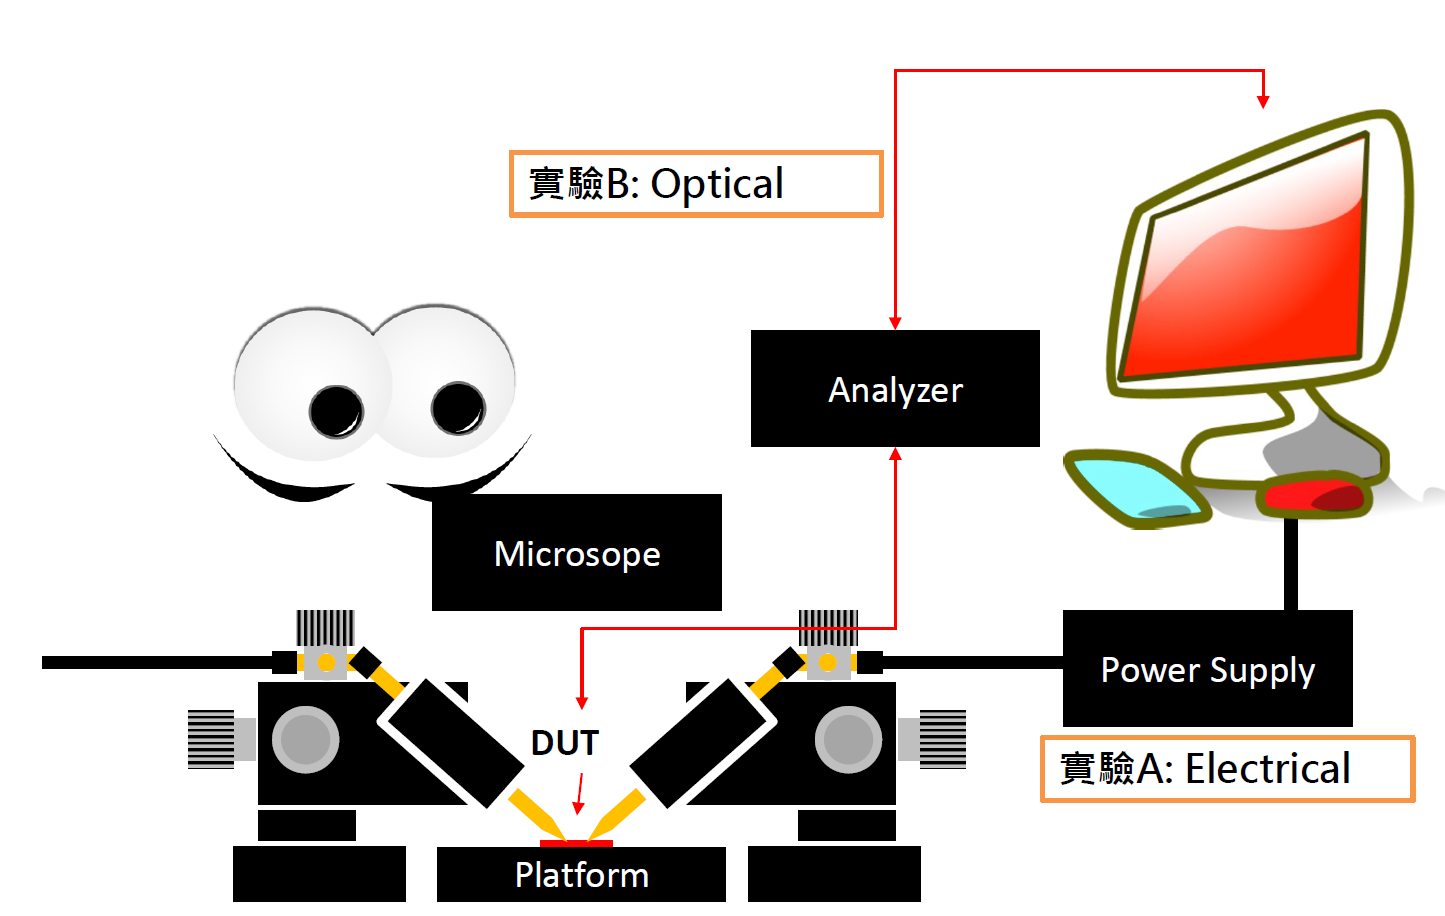 實驗B: Optical
Analyzer
Microsope
Power Supply
DUT
實驗A: Electrical
Platform